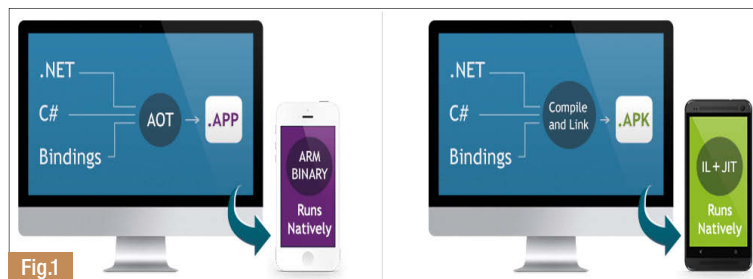 .NET
C#
Bindings
AOT
.APP
ARM
BINARY
Runs
Natively
.NET
C#
Bindings
Compile
and Link
.APK
IL+JIT
Runs
Natively
Fig.1